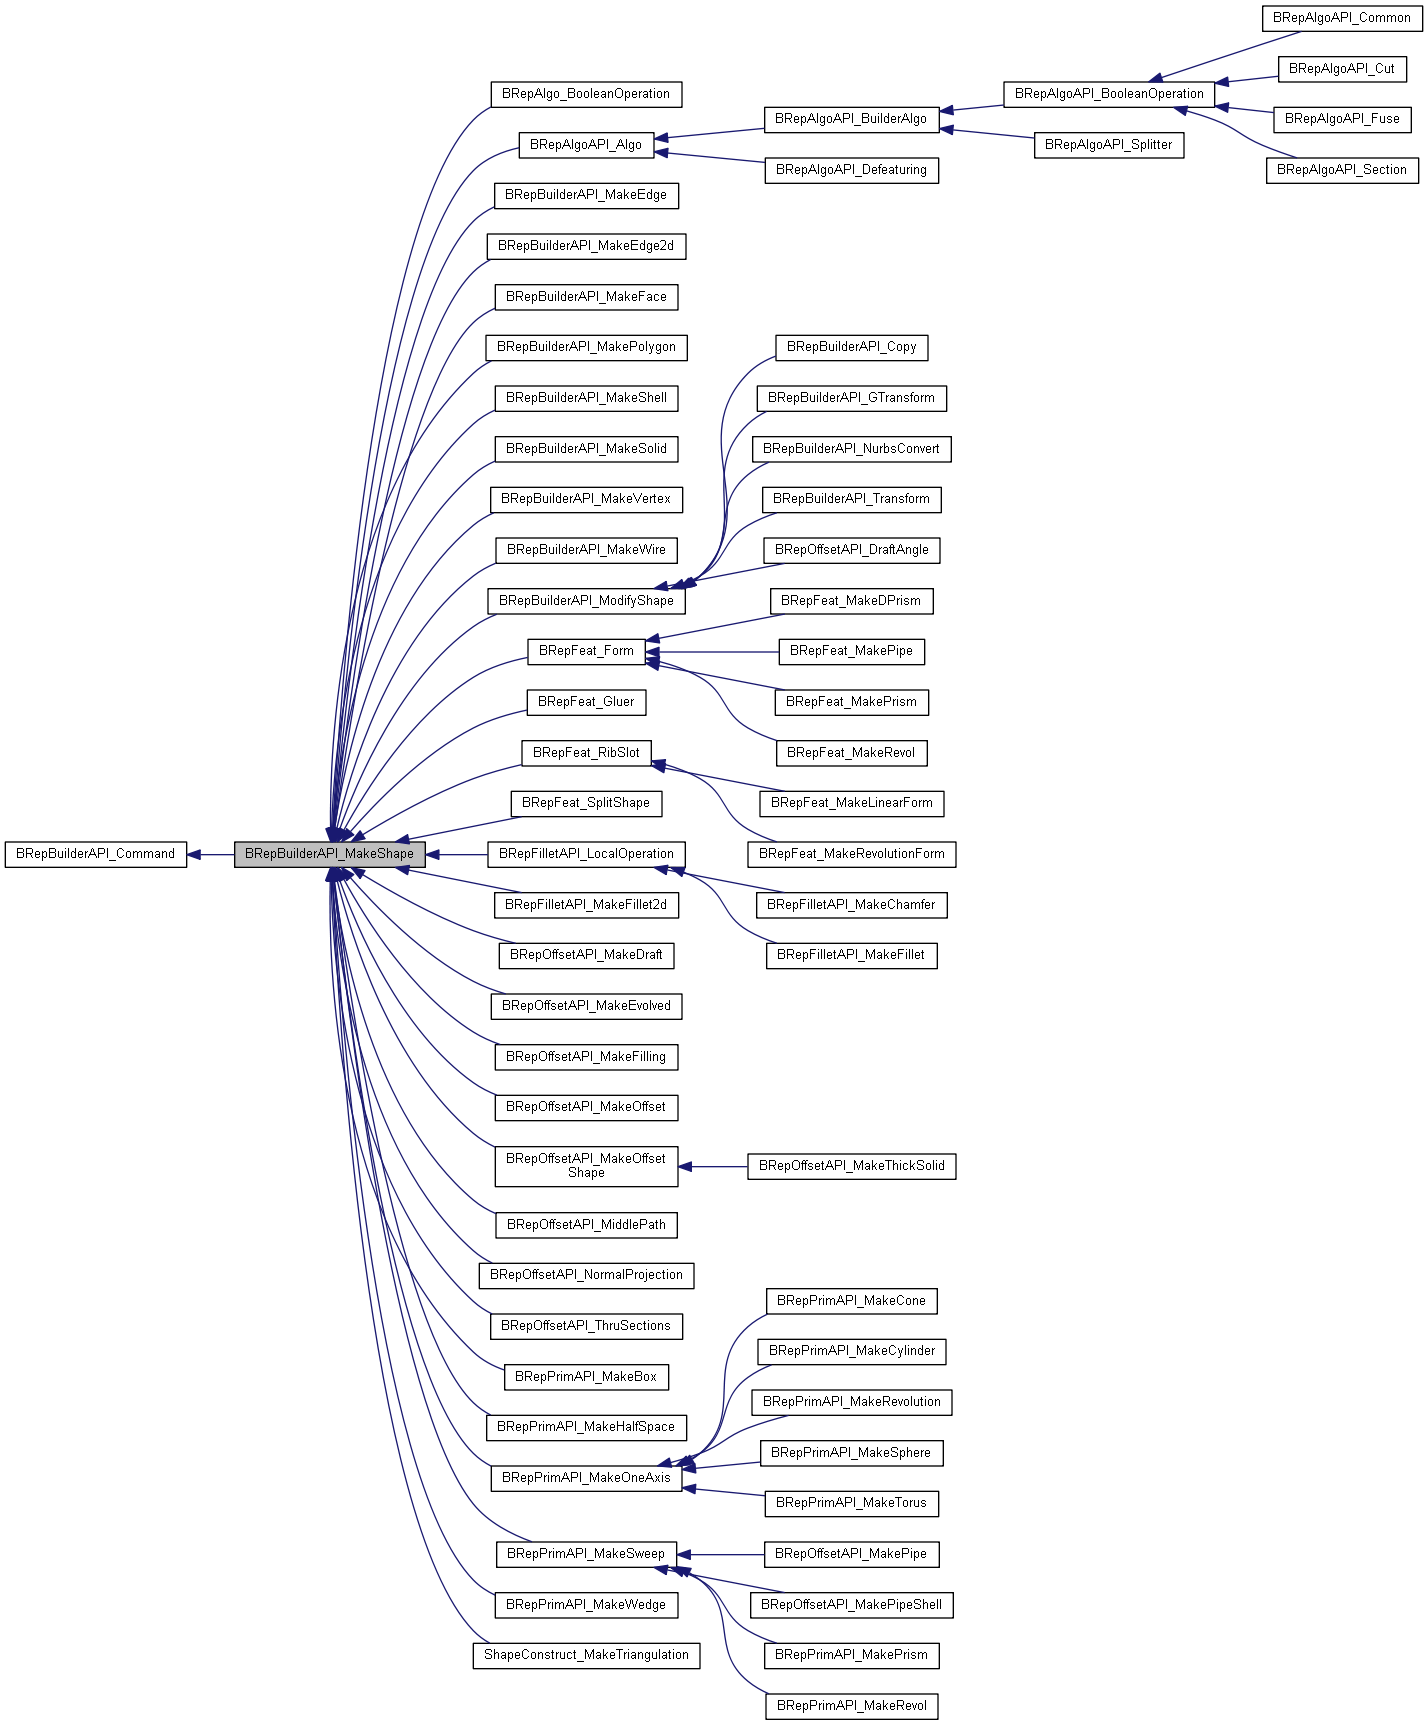 BRepAlgoAPI_Common
BRepAlgoAPI_Cut
BRepAlgo_BooleanOperation
BRepAlgoAPI_BooleanOperation
BRepAlgoAPI_BuilderAlgo
BRepAlgoAPI_Fuse
BRepAlgoAPI_Algo
BRepAlgoAPI_Splitter
BRepAlgoAPI_Defeaturing
BRepAlgoAPI_Section
BRepBuilderAPI_MakeEdge
BRepBuilderAPI_MakeEdge2d
BRepBuilderAPI_MakeFace
BRepBuilderAPI_MakePolygon
BRepBuilderAPI_Copy
BRepBuilderAPI_MakeShell
BRepBuilderAPI_GTransform
BRepBuilderAPI_MakeSolid
BRepBuilderAPI_NurbsConvert
BRepBuilderAPI_MakeVertex
BRepBuilderAPI_Transform
BRepBuilderAPI_MakeWire
BRepOffsetAPI_DraftAngle
BRepBuilderAPI_ModifyShape
BRepFeat_MakeDPrism
BRepFeat_Form
BRepFeat_MakePipe
BRepFeat_Gluer
BRepFeat_MakePrism
BRepFeat_RibSlot
BRepFeat_MakeRevol
BRepFeat_SplitShape
BRepFeat_MakeLinearForm
BRepBuilderAPI_Command
BRepBuilderAPI_MakeShape
BRepFilletAPI_LocalOperation
BRepFeat_MakeRevolutionForm
BRepFilletAPI_MakeFillet2d
BRepFilletAPI_MakeChamfer
BRepOffsetAPI_MakeDraft
BRepFilletAPI_MakeFillet
BRepOffsetAPI_MakeEvolved
BRepOffsetAPI_MakeFilling
BRepOffsetAPI_MakeOffset
BRepOffsetAPI_MakeOffset
Shape
BRepOffsetAPI_MakeThickSolid
BRepOffsetAPI_MiddlePath
BRepOffsetAPI_NormalProjection
BRepPrimAPI_MakeCone
BRepOffsetAPI_ThruSections
BRepPrimAPI_MakeCylinder
BRepPrimAPI_MakeBox
BRepPrimAPI_MakeRevolution
BRepPrimAPI_MakeHalfSpace
BRepPrimAPI_MakeSphere
BRepPrimAPI_MakeOneAxis
BRepPrimAPI_MakeTorus
BRepPrimAPI_MakeSweep
BRepOffsetAPI_MakePipe
BRepPrimAPI_MakeWedge
BRepOffsetAPI_MakePipeShell
ShapeConstruct_MakeTriangulation
BRepPrimAPI_MakePrism
BRepPrimAPI_MakeRevol